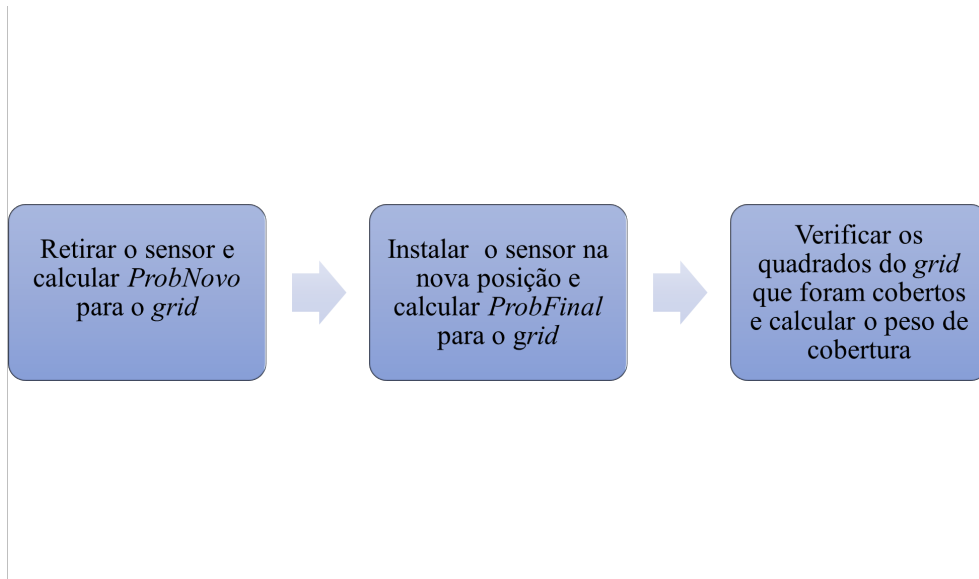 Retirar o sensor e
calcular ProbNovo
para o grid
Instalar  o sensor na
nova posição e
calcular ProbFinal
para o grid
Verificar os
quadrados do grid
que foram cobertos
e calcular o peso de
cobertura